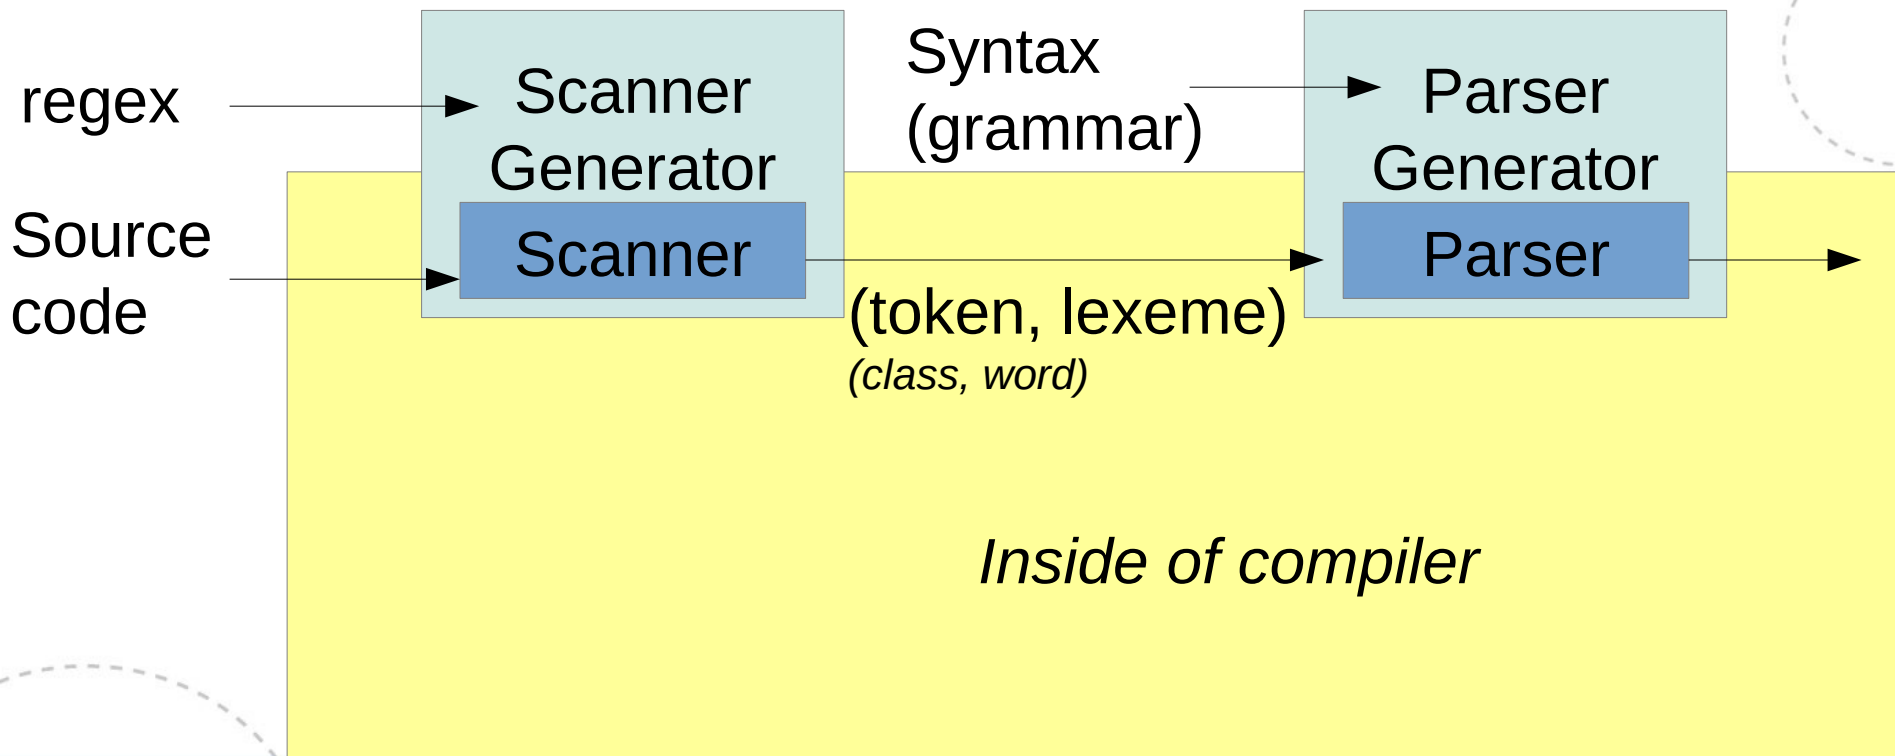 regex
Scanner
Generator
Syntax
(grammar)
Parser
Generator
Source
code
Scanner
(token, lexeme)
(class, word)
Parser
Inside of compiler